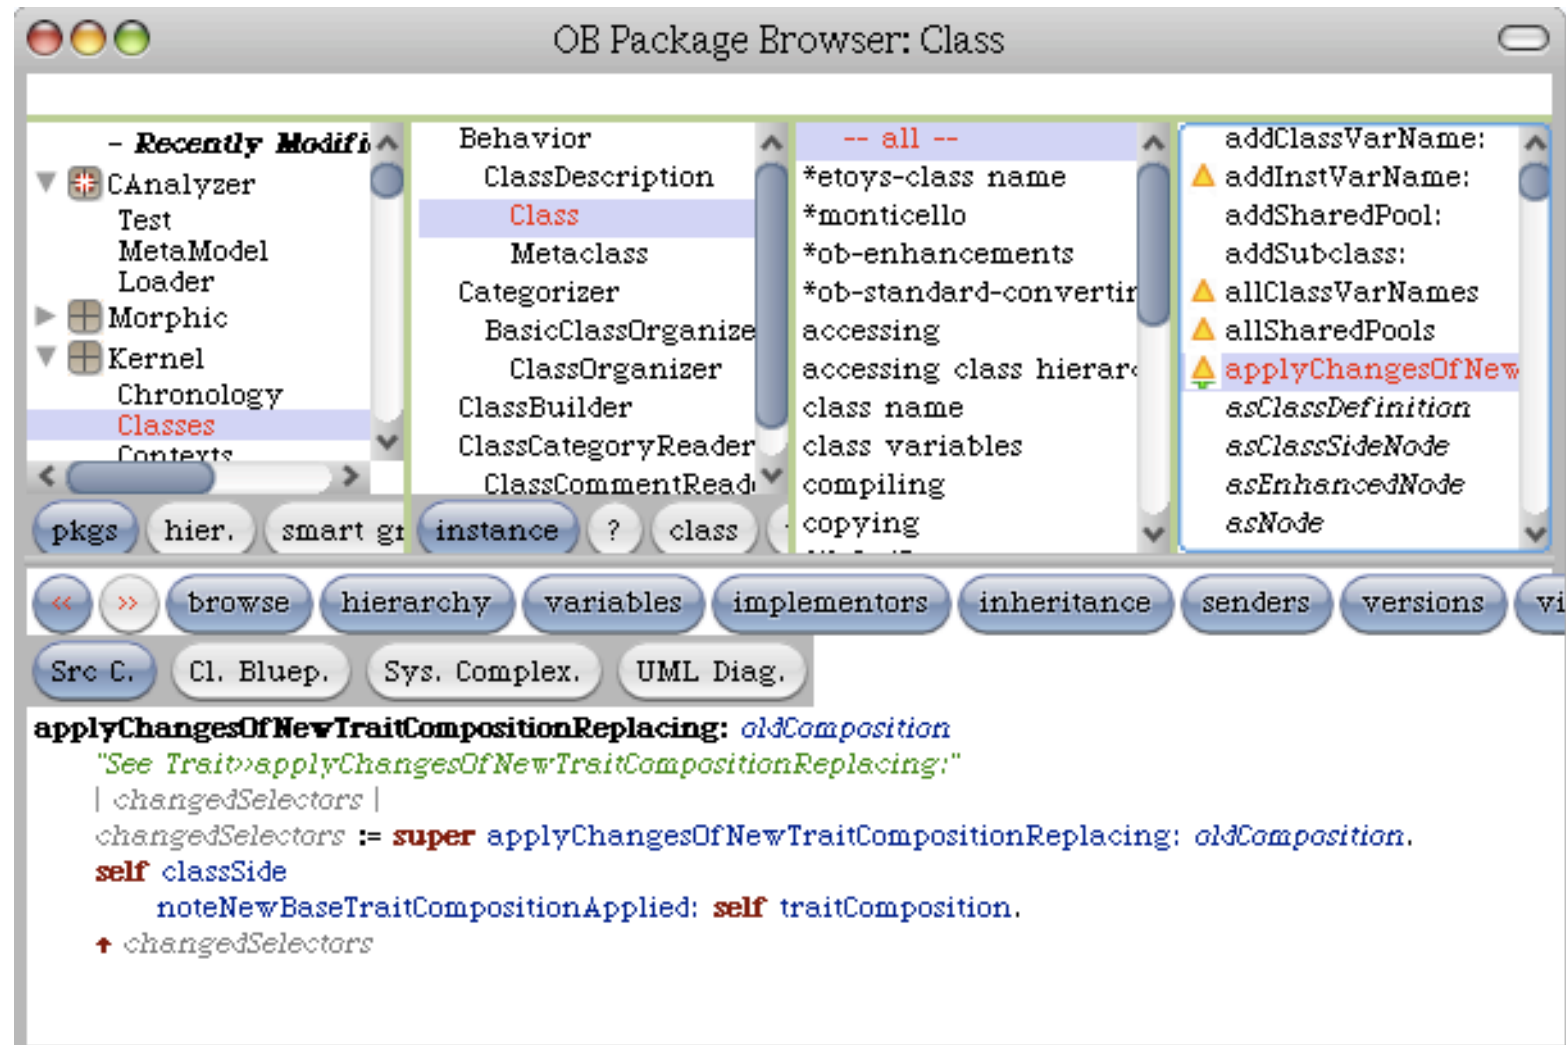 OB Package Browser: Class
- Recently Modifi
CAnalyzer
Test
MetaModel
Loader
Morphic
Kernel
Chronology
Classes
Contexts
pkgs
hier.
smart gr
Behavior
ClassDescription
Class
Metaclass
Categorizer
BasicClassOrganize
ClassOrganizer
ClassBuilder
ClassCategoryReader
ClassCommentRead
instance
?
class
-- all --
*etoys-class name
*monticello
*ob-enhancements
*ob-standard-convertin
accessing
accessing class hierar
class name
class variables
compiling
copying
addClassVarName:
addInstVarName:
addSharedPool:
addSubclass:
allClassVarNames
allSharedPools
applyChangesOfNew
asClassDefinition
asClassSideNode
asEnhancedNode
asNode
<< >> browse hierarchy variables implementors inheritance senders versions vi
Src C. Cl. Bluep. Sys. Complex. UML Diag.
applyChangesOfNewTraitCompositionReplacing: oldComposition
"See Trait>>applyChangesOfNewTraitCompositionReplacing:"
| changedSelectors |
changedSelectors := super applyChangesOfNewTraitCompositionReplacing: oldComposition.
self classSide
noteNewBaseTraitCompositionApplied: self traitComposition.
↑ changedSelectors